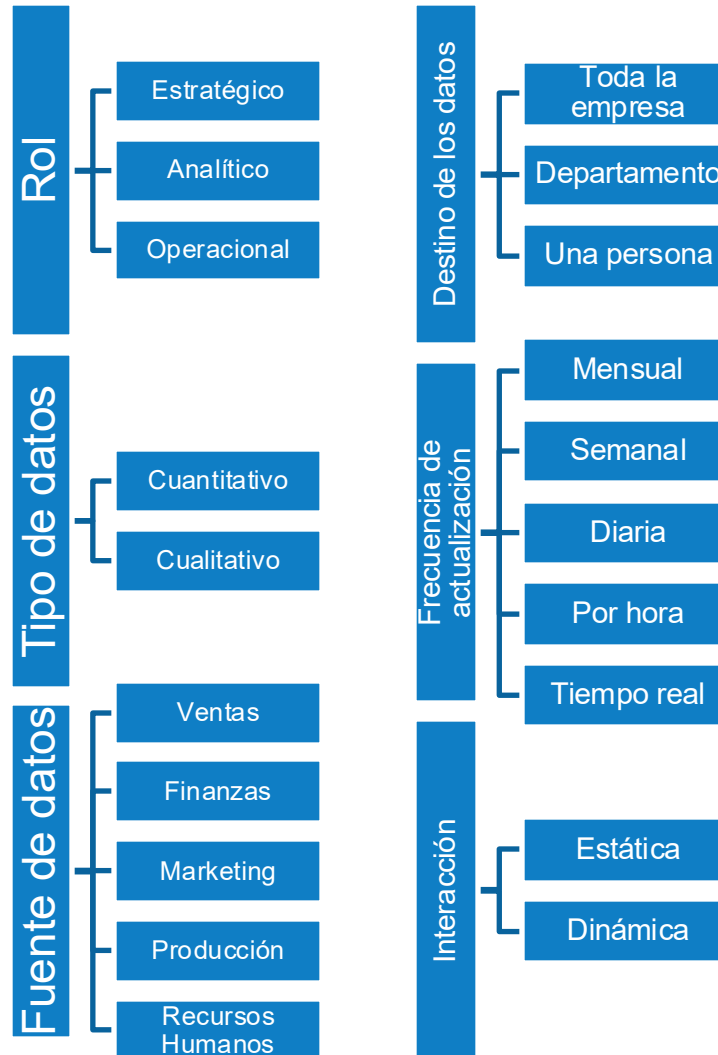 Rol
Estratégico
Analítico
Operacional
Tipo de datos
Cuantitativo
Cualitativo
Fuente de datos
Ventas
Finanzas
Marketing
Producción
Recursos
Humanos
Destino de los datos
Toda la
empresa
Departamento
Una persona
Frecuencia de
actualización
Mensual
Semanal
Diaria
Por hora
Tiempo real
Interacción
Estática
Dinámica